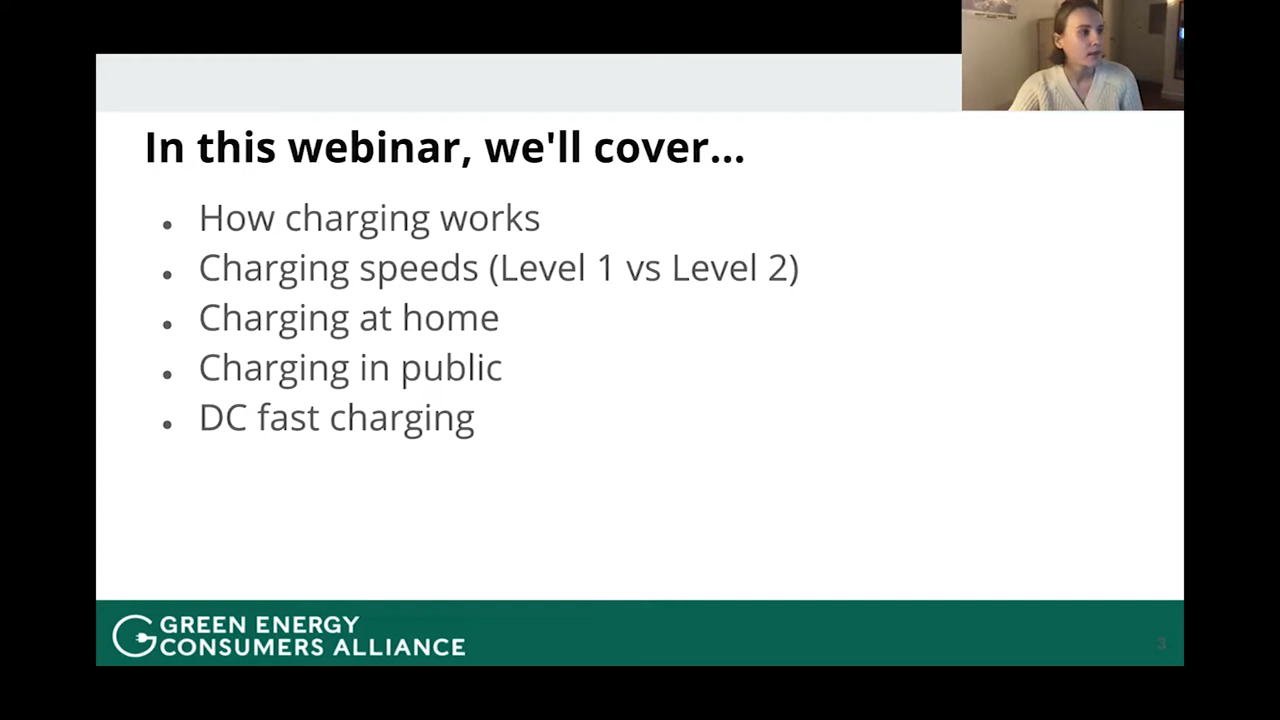 In this webinar, we'll cover...
• How charging works
• Charging speeds (Level 1 vs Level 2)
• Charging at home
• Charging in public
• DC fast charging
GREEN ENERGY
CONSUMERS ALLIANCE
3